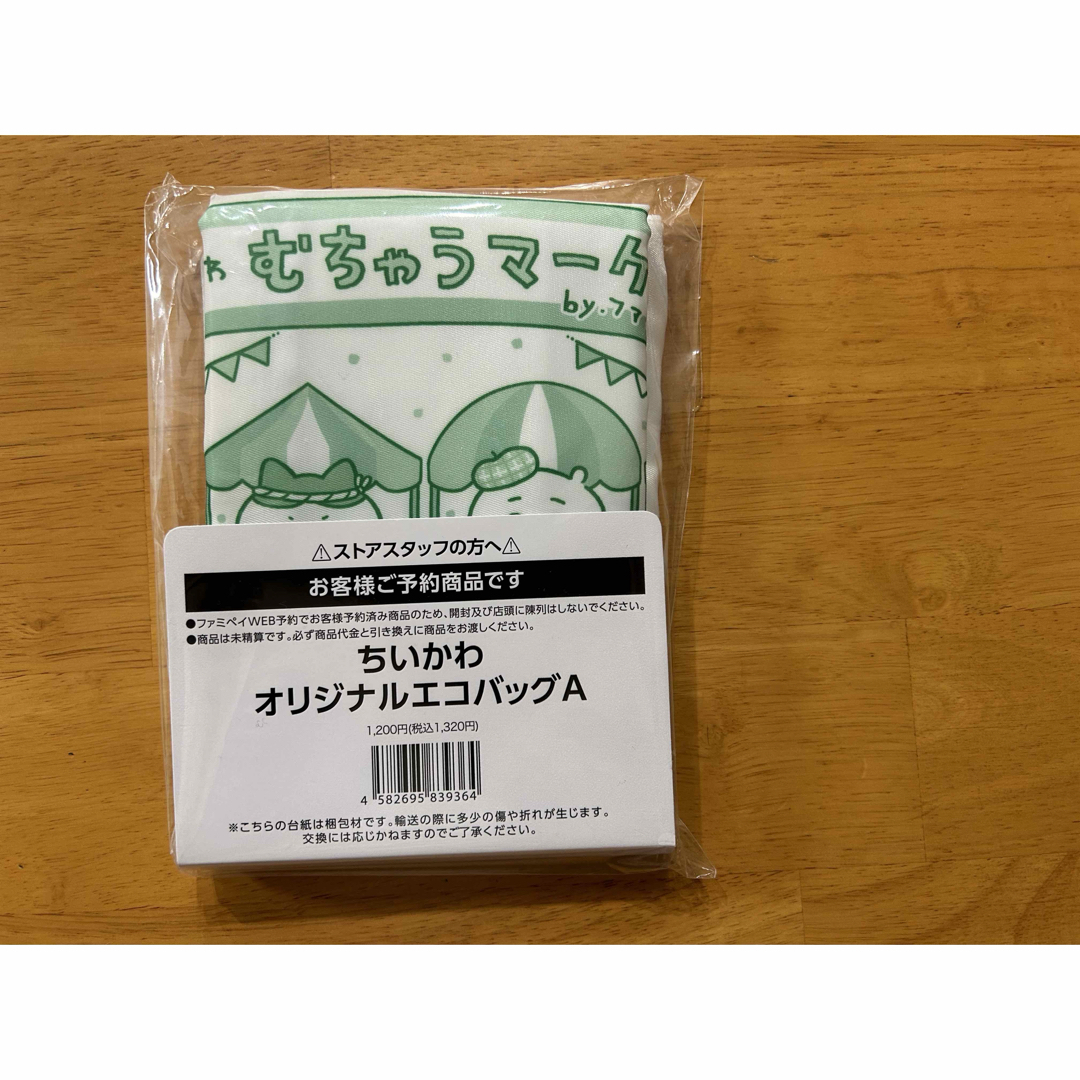 むちゃうマーケ
by.ファ
⚠ストアスタッフの方へ⚠
お客様ご予約商品です
●ファミペイWEB予約でお客様予約済み商品のため、開封及び店頭に陳列はしないでください。
●商品は未精算です。必ず商品代金と引き換えに商品をお渡しください。
ちいかわ
オリジナルエコバッグA
1,200円(税込1,320円)
4 582695 839364
※こちらの台紙は梱包材です。輸送の際に多少の傷や折れが生じます。
交換には応じかねますのでご了承ください。